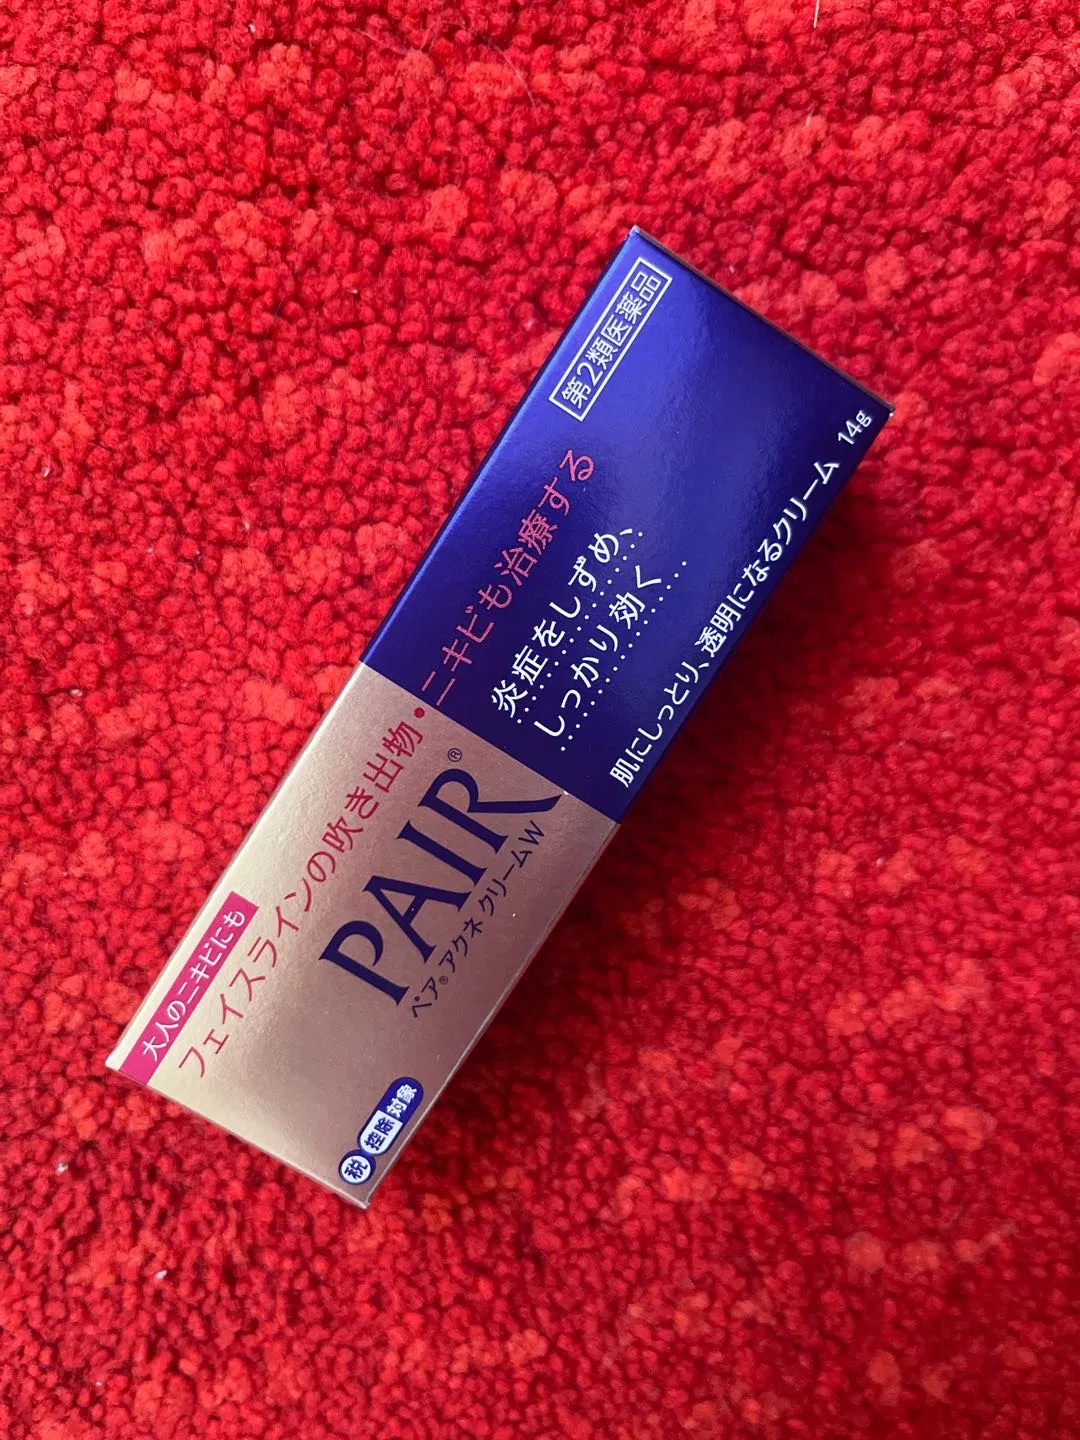 大人のニキビにも
フェイスラインの吹き出物・ニキビも治療する
PAIR®
ペア®アクネクリームW
税 控除対象
第2類医薬品
炎症をしずめ、
しっかり効く
肌にしっとり、透明になるクリーム 14g